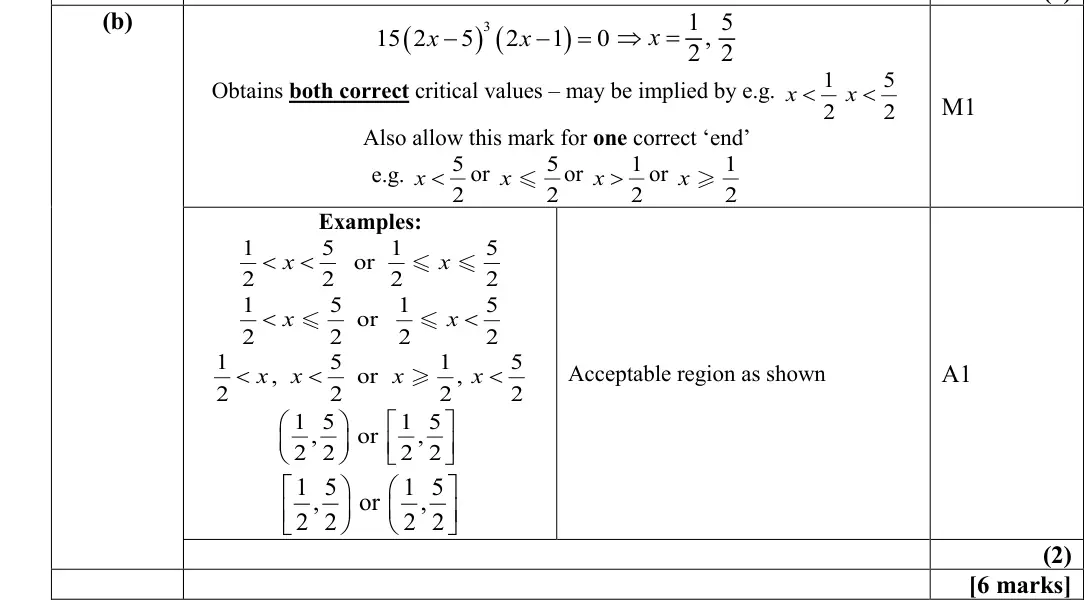 (b)
15(2x − 5)³(2x − 1) = 0 ⇒ x = 1/2, 5/2
Obtains both correct critical values – may be implied by e.g. x < 1/2 x < 5/2
M1
Also allow this mark for one correct ‘end’
e.g. x < 5/2 or x ⩽ 5/2 or x > 1/2 or x ⩾ 1/2
Examples:
1/2 < x < 5/2 or 1/2 ⩽ x ⩽ 5/2
1/2 < x ⩽ 5/2 or 1/2 ⩽ x < 5/2
1/2 < x, x < 5/2 or x ⩾ 1/2, x < 5/2
(1/2, 5/2) or [1/2, 5/2]
[1/2, 5/2) or (1/2, 5/2]
Acceptable region as shown
A1
(2)
[6 marks]